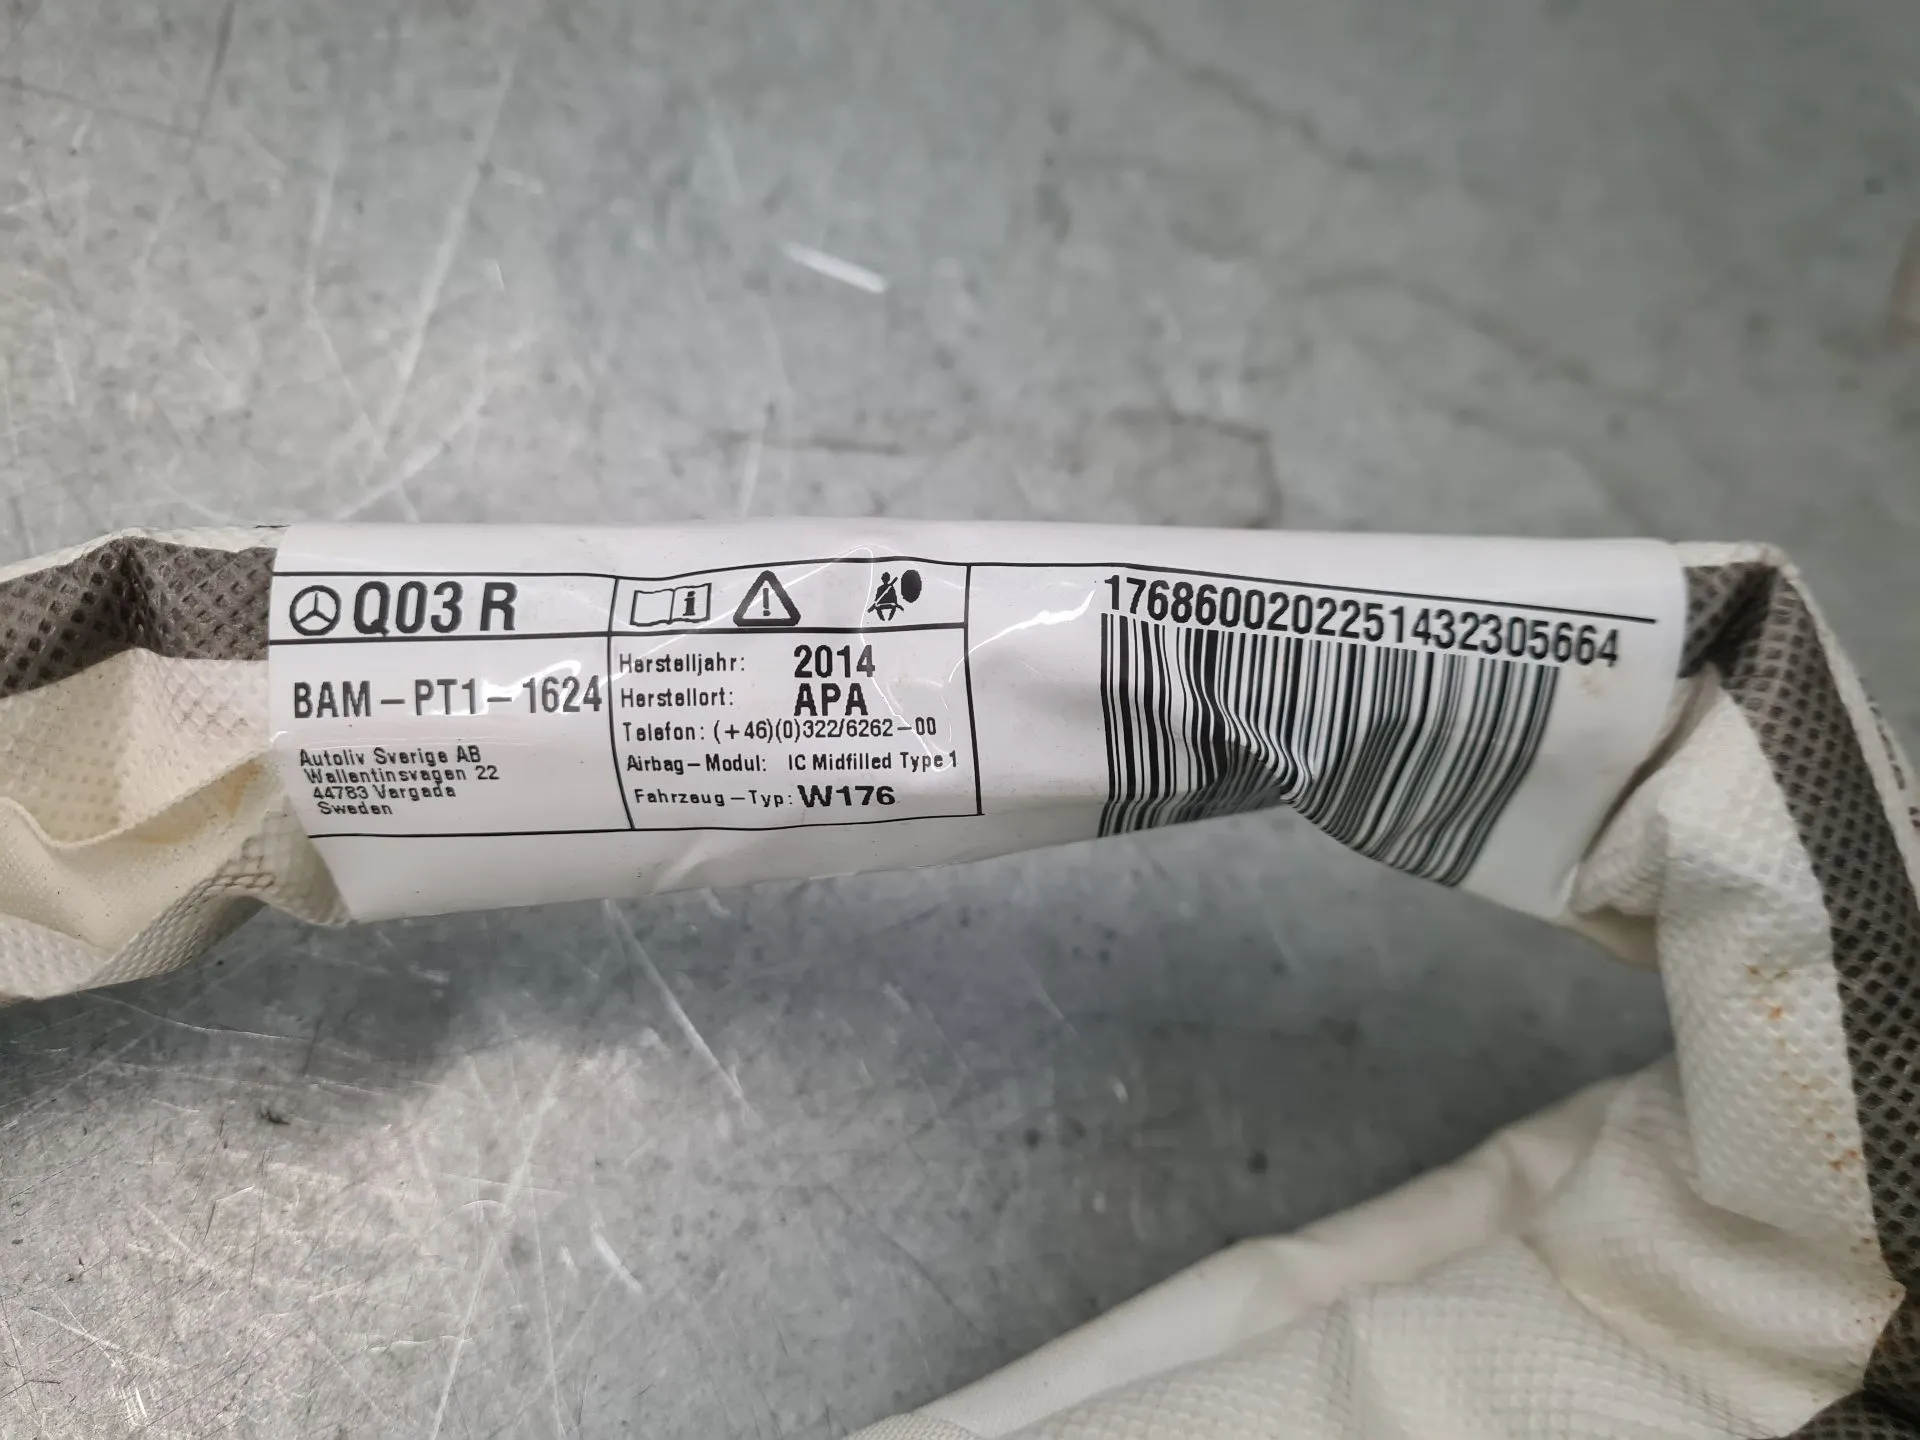 Q03 R
BAM-PT1-1624
Autoliv Sverige AB
Wallentinsvagen 22
44783 Vargada
Sweden
Herstelljahr: 2014
Herstellort: APA
Telefon: (+46)(0)322/6262-00
Airbag-Modul: IC Midfilled Type 1
Fahrzeug-Typ: W176
1768600202251432305664